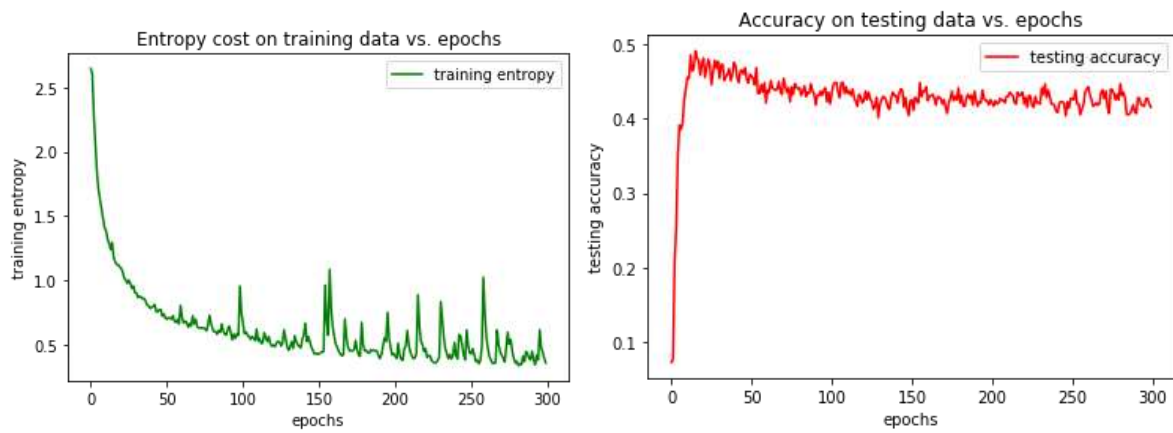 Entropy cost on training data vs. epochs
training entropy
2.5
2.0
1.5
1.0
0.5
training entropy
0 50 100 150 200 250 300
epochs
Accuracy on testing data vs. epochs
testing accuracy
0.5
0.4
0.3
0.2
0.1
testing accuracy
0 50 100 150 200 250 300
epochs